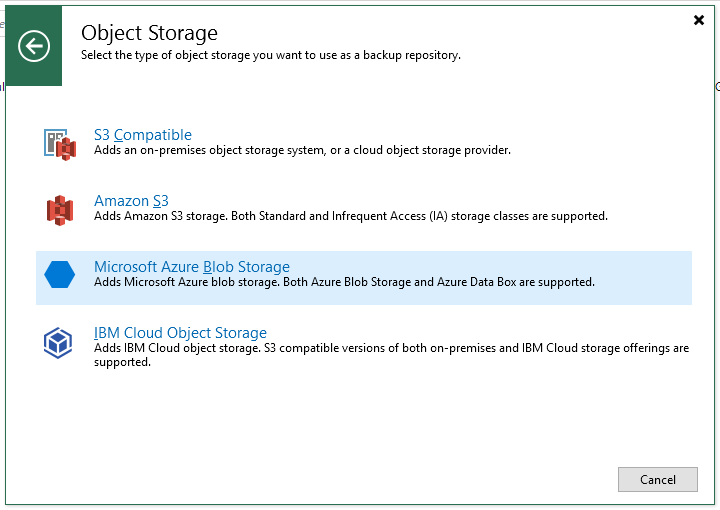 Object Storage
Select the type of object storage you want to use as a backup repository.
S3 Compatible
Adds an on-premises object storage system, or a cloud object storage provider.
Amazon S3
Adds Amazon S3 storage. Both Standard and Infrequent Access (IA) storage classes are supported.
Microsoft Azure Blob Storage
Adds Microsoft Azure blob storage. Both Azure Blob Storage and Azure Data Box are supported.
IBM Cloud Object Storage
Adds IBM Cloud object storage. S3 compatible versions of both on-premises and IBM Cloud storage offerings are
supported.
Cancel